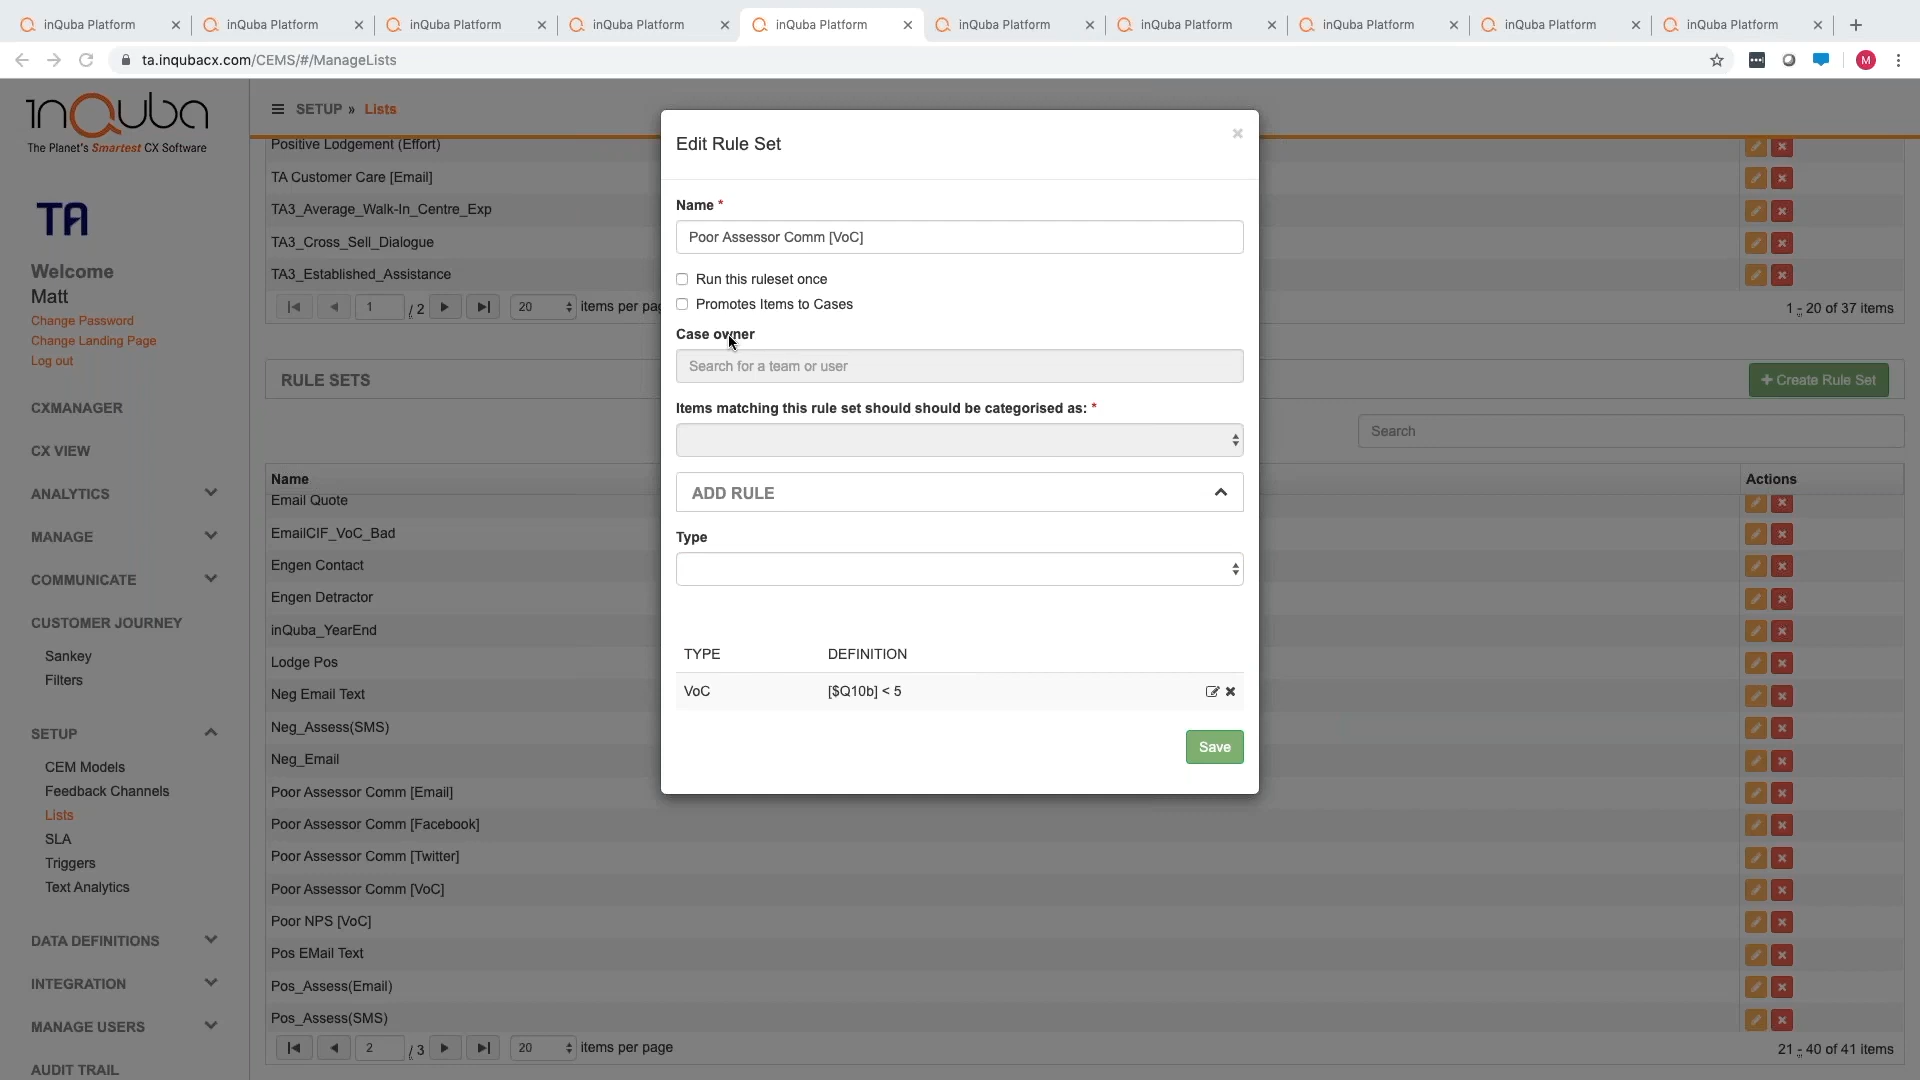 inQuba Platform
inQuba Platform
inQuba Platform
inQuba Platform
inQuba Platform
inQuba Platform
inQuba Platform
inQuba Platform
inQuba Platform
inQuba Platform
ta.inqubacx.com/CEMS/#/ManageLists
M
inQuba
The Planet's Smartest CX Software
TA
Welcome
Matt
Change Password
Change Landing Page
Log out
CXMANAGER
CX VIEW
ANALYTICS
MANAGE
COMMUNICATE
CUSTOMER JOURNEY
Sankey
Filters
SETUP
CEM Models
Feedback Channels
Lists
SLA
Triggers
Text Analytics
DATA DEFINITIONS
INTEGRATION
MANAGE USERS
AUDIT TRAIL
SETUP » Lists
Positive Lodgement (Effort)
TA Customer Care [Email]
TA3_Average_Walk-In_Centre_Exp
TA3_Cross_Sell_Dialogue
TA3_Established_Assistance
1 / 2 20 items per pag
1 - 20 of 37 items
RULE SETS
+ Create Rule Set
Search
Name
Actions
Email Quote
EmailCIF_VoC_Bad
Engen Contact
Engen Detractor
inQuba_YearEnd
Lodge Pos
Neg Email Text
Neg_Assess(SMS)
Neg_Email
Poor Assessor Comm [Email]
Poor Assessor Comm [Facebook]
Poor Assessor Comm [Twitter]
Poor Assessor Comm [VoC]
Poor NPS [VoC]
Pos EMail Text
Pos_Assess(Email)
Pos_Assess(SMS)
2 / 3 20 items per page
21 - 40 of 41 items
Edit Rule Set
×
Name *
Poor Assessor Comm [VoC]
Run this ruleset once
Promotes Items to Cases
Case owner
Search for a team or user
Items matching this rule set should should be categorised as: *
ADD RULE
Type
TYPE DEFINITION
VoC [$Q10b] < 5
Save